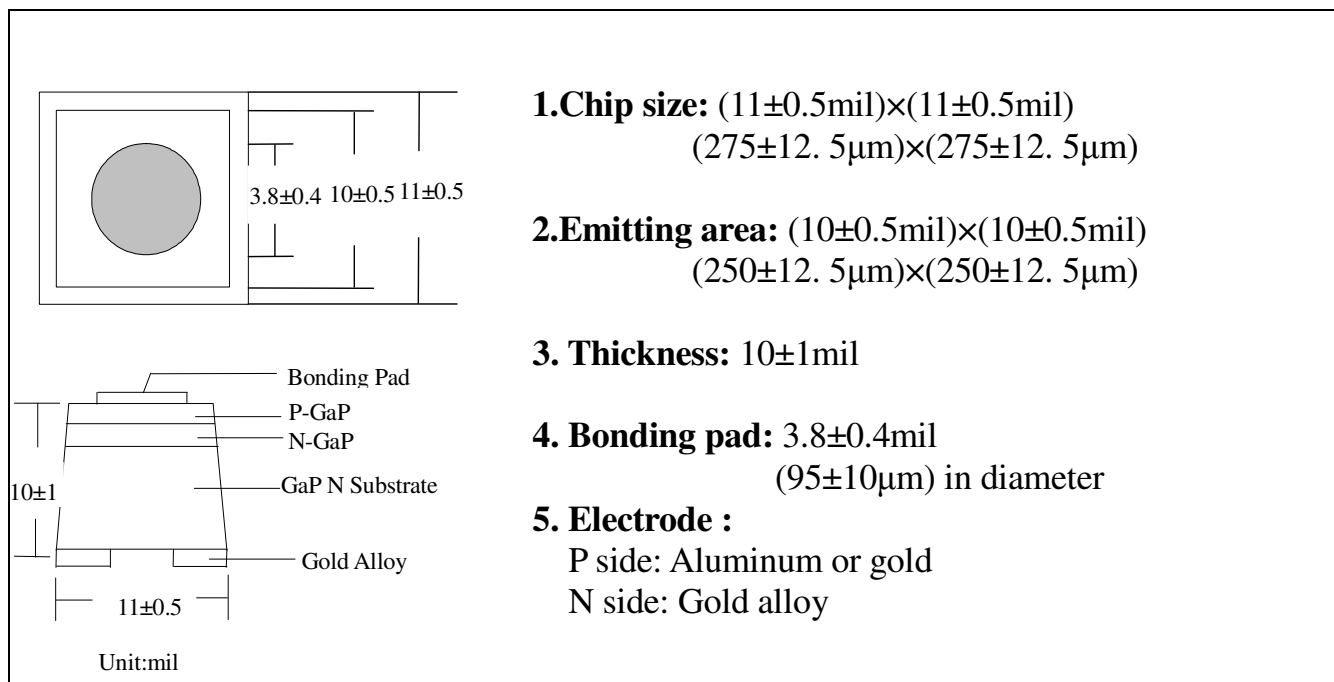 3.8±0.4
10±0.5
11±0.5
Bonding Pad
P-GaP
N-GaP
10±1
GaP N Substrate
Gold Alloy
11±0.5
Unit:mil
1.Chip size: (11±0.5mil)×(11±0.5mil)
(275±12. 5μm)×(275±12. 5μm)
2.Emitting area: (10±0.5mil)×(10±0.5mil)
(250±12. 5μm)×(250±12. 5μm)
3. Thickness: 10±1mil
4. Bonding pad: 3.8±0.4mil
(95±10μm) in diameter
5. Electrode :
P side: Aluminum or gold
N side: Gold alloy